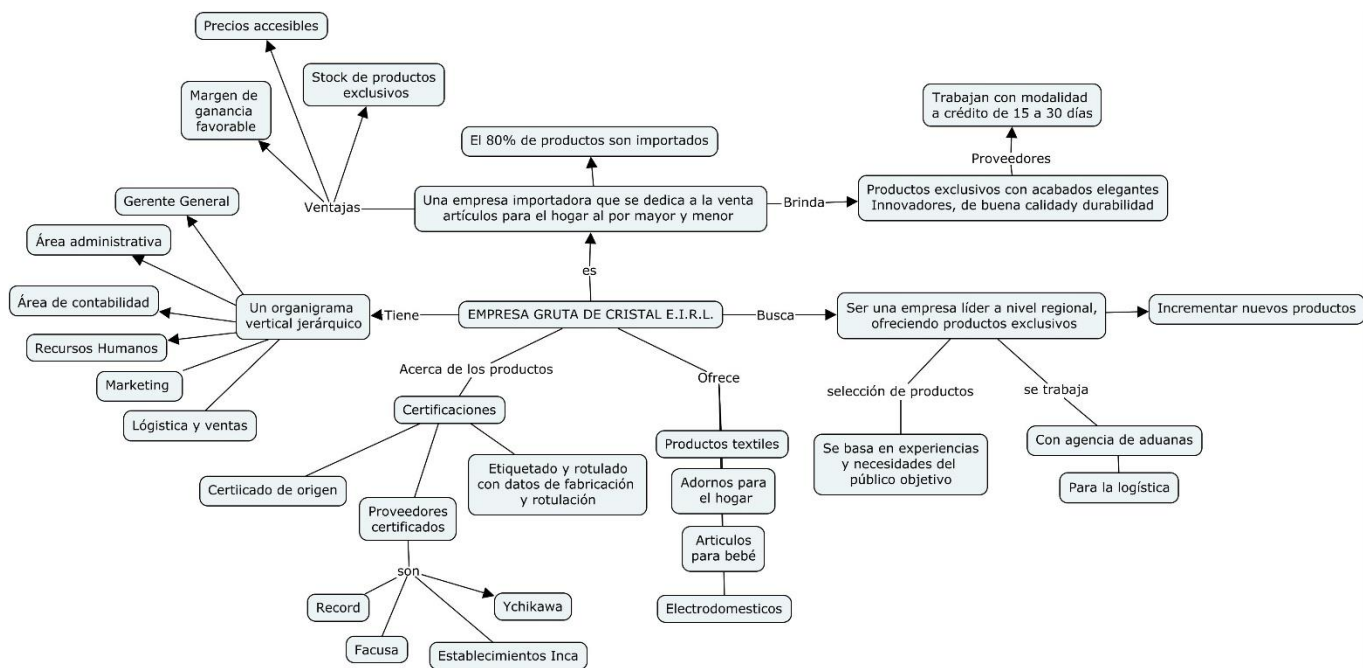 Precios accesibles
Stock de productos
exclusivos
Margen de
ganancia
favorable
Trabajan con modalidad
a crédito de 15 a 30 días
El 80% de productos son importados
Proveedores
Gerente General
Ventajas
Una empresa importadora que se dedica a la venta
artículos para el hogar al por mayor y menor
Brinda
Productos exclusivos con acabados elegantes
Innovadores, de buena calidady durabilidad
Área administrativa
es
Área de contabilidad
Un organigrama
vertical jerárquico
Tiene
EMPRESA GRUTA DE CRISTAL E.I.R.L.
Busca
Ser una empresa líder a nivel regional,
ofreciendo productos exclusivos
Incrementar nuevos productos
Recursos Humanos
Marketing
Lógistica y ventas
Acerca de los productos
Ofrece
selección de productos
se trabaja
Certificaciones
Productos textiles
Se basa en experiencias
y necesidades del
público objetivo
Con agencia de aduanas
Para la logística
Certiicado de origen
Etiquetado y rotulado
con datos de fabricación
y rotulación
Adornos para
el hogar
Proveedores
certificados
Articulos
para bebé
son
Record
Ychikawa
Electrodomesticos
Facusa
Establecimientos Inca